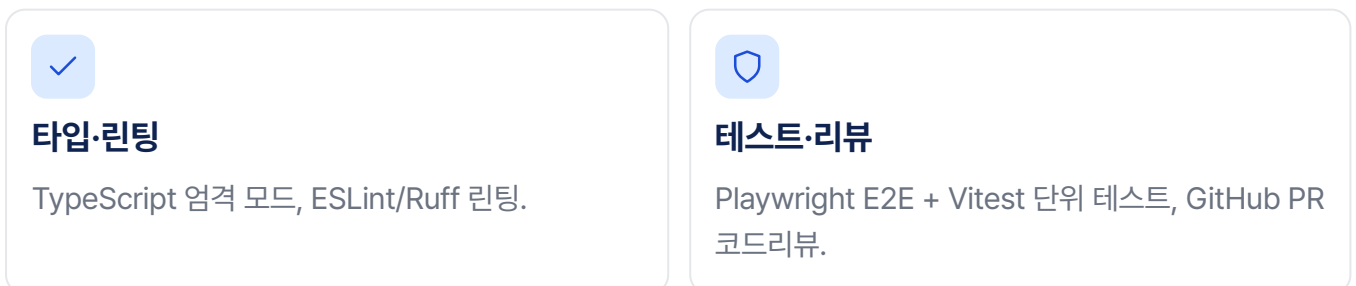 타입·린팅
TypeScript 엄격 모드, ESLint/Ruff 린팅.
테스트·리뷰
Playwright E2E + Vitest 단위 테스트, GitHub PR
코드리뷰.